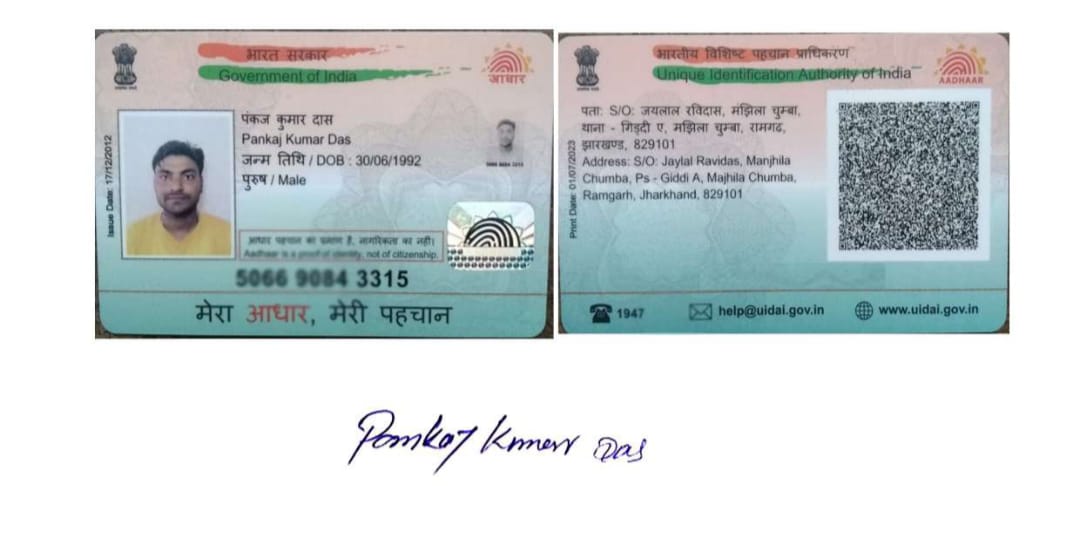 भारत सरकार
Government of India
आधार
Issue Date: 17/12/2012
पंकज कुमार दास
Pankaj Kumar Das
जन्म तिथि / DOB : 30/06/1992
पुरुष / Male
आधार पहचान का प्रमाण है, नागरिकता का नहीं।
Aadhaar is a proof of identity, not of citizenship.
3315
मेरा आधार, मेरी पहचान
भारतीय विशिष्ट पहचान प्राधिकरण
Unique Identification Authority of India
AADHAAR
Print Date: 01/07/2023
पता: S/O: जयलाल रविदास, मंझिला चुम्बा,
थाना - गिड्दी ए, मझिला चुम्बा, रामगढ,
झारखण्ड, 829101
Address: S/O: Jaylal Ravidas, Manjhila
Chumba, Ps - Giddi A, Majhila Chumba,
Ramgarh, Jharkhand, 829101
1947
help@uidai.gov.in
www.uidai.gov.in
Pankaj Kumar Das